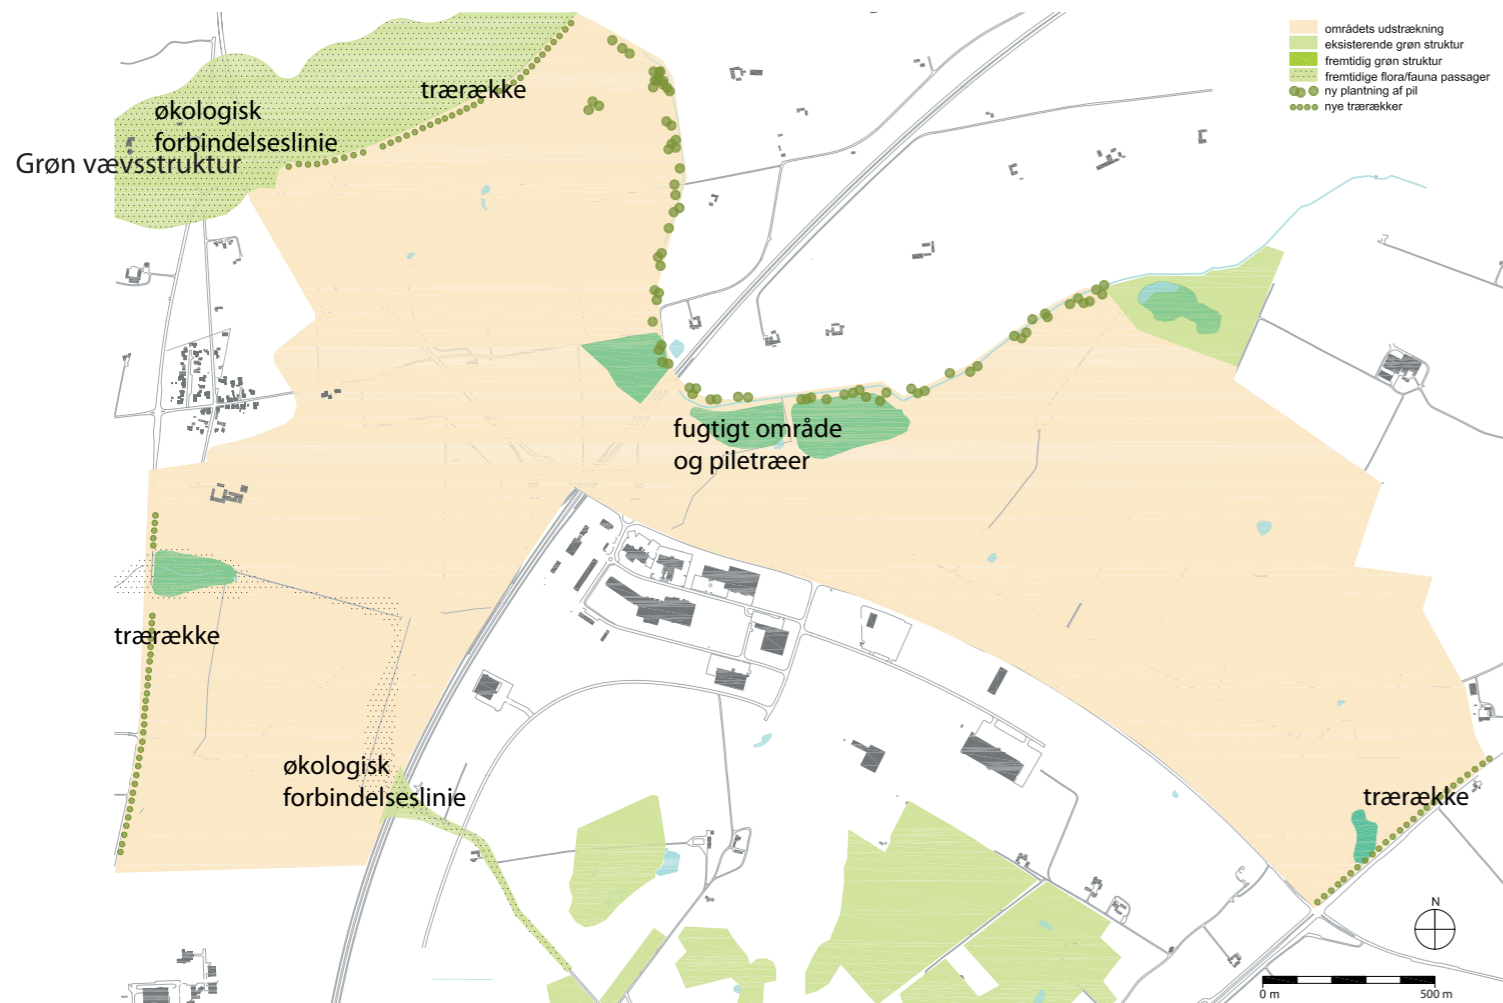 områdets udstrækning
eksisterende grøn struktur
fremtidig grøn struktur
fremtidige flora/fauna passager
ny plantning af pil
nye trærækker
trærække
økologisk
forbindelseslinie
Grøn vævsstruktur
fugtigt område
og piletræer
trærække
økologisk
forbindelseslinie
trærække
N
0 m
500 m